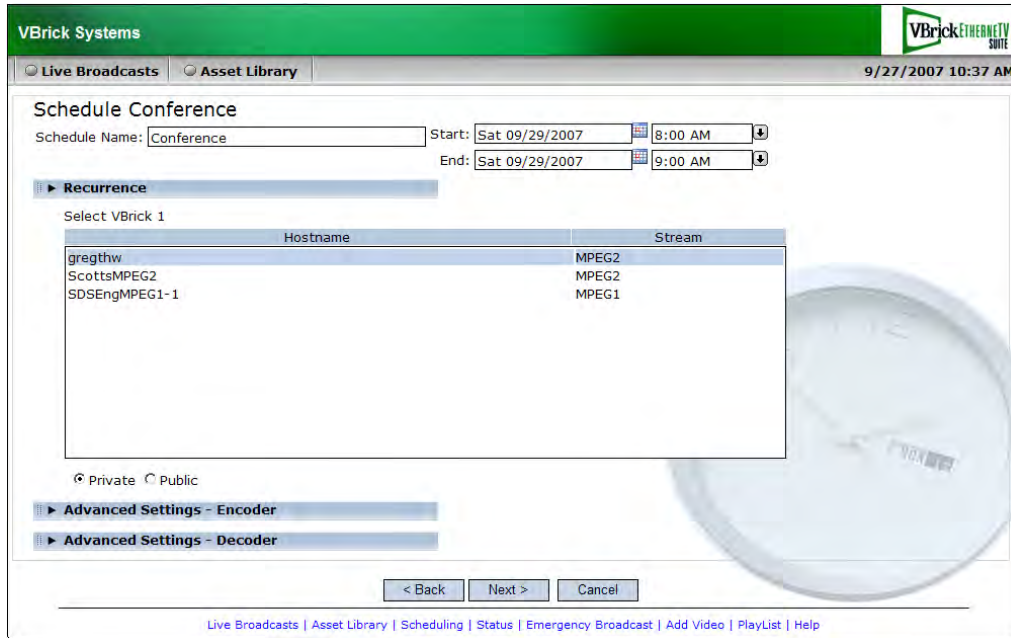 VBrick Systems
VBrick ETHERNETV
SUITE
Live Broadcasts Asset Library 9/27/2007 10:37 AM
Schedule Conference
Schedule Name: Conference Start: Sat 09/29/2007 8:00 AM
End: Sat 09/29/2007 9:00 AM
Recurrence
Select VBrick 1
Hostname Stream
gregthw MPEG2
ScottsMPEG2 MPEG2
SDSEngMPEG1-1 MPEG1
Private Public
Advanced Settings - Encoder
Advanced Settings - Decoder
< Back Next > Cancel
Live Broadcasts | Asset Library | Scheduling | Status | Emergency Broadcast | Add Video | PlayList | Help